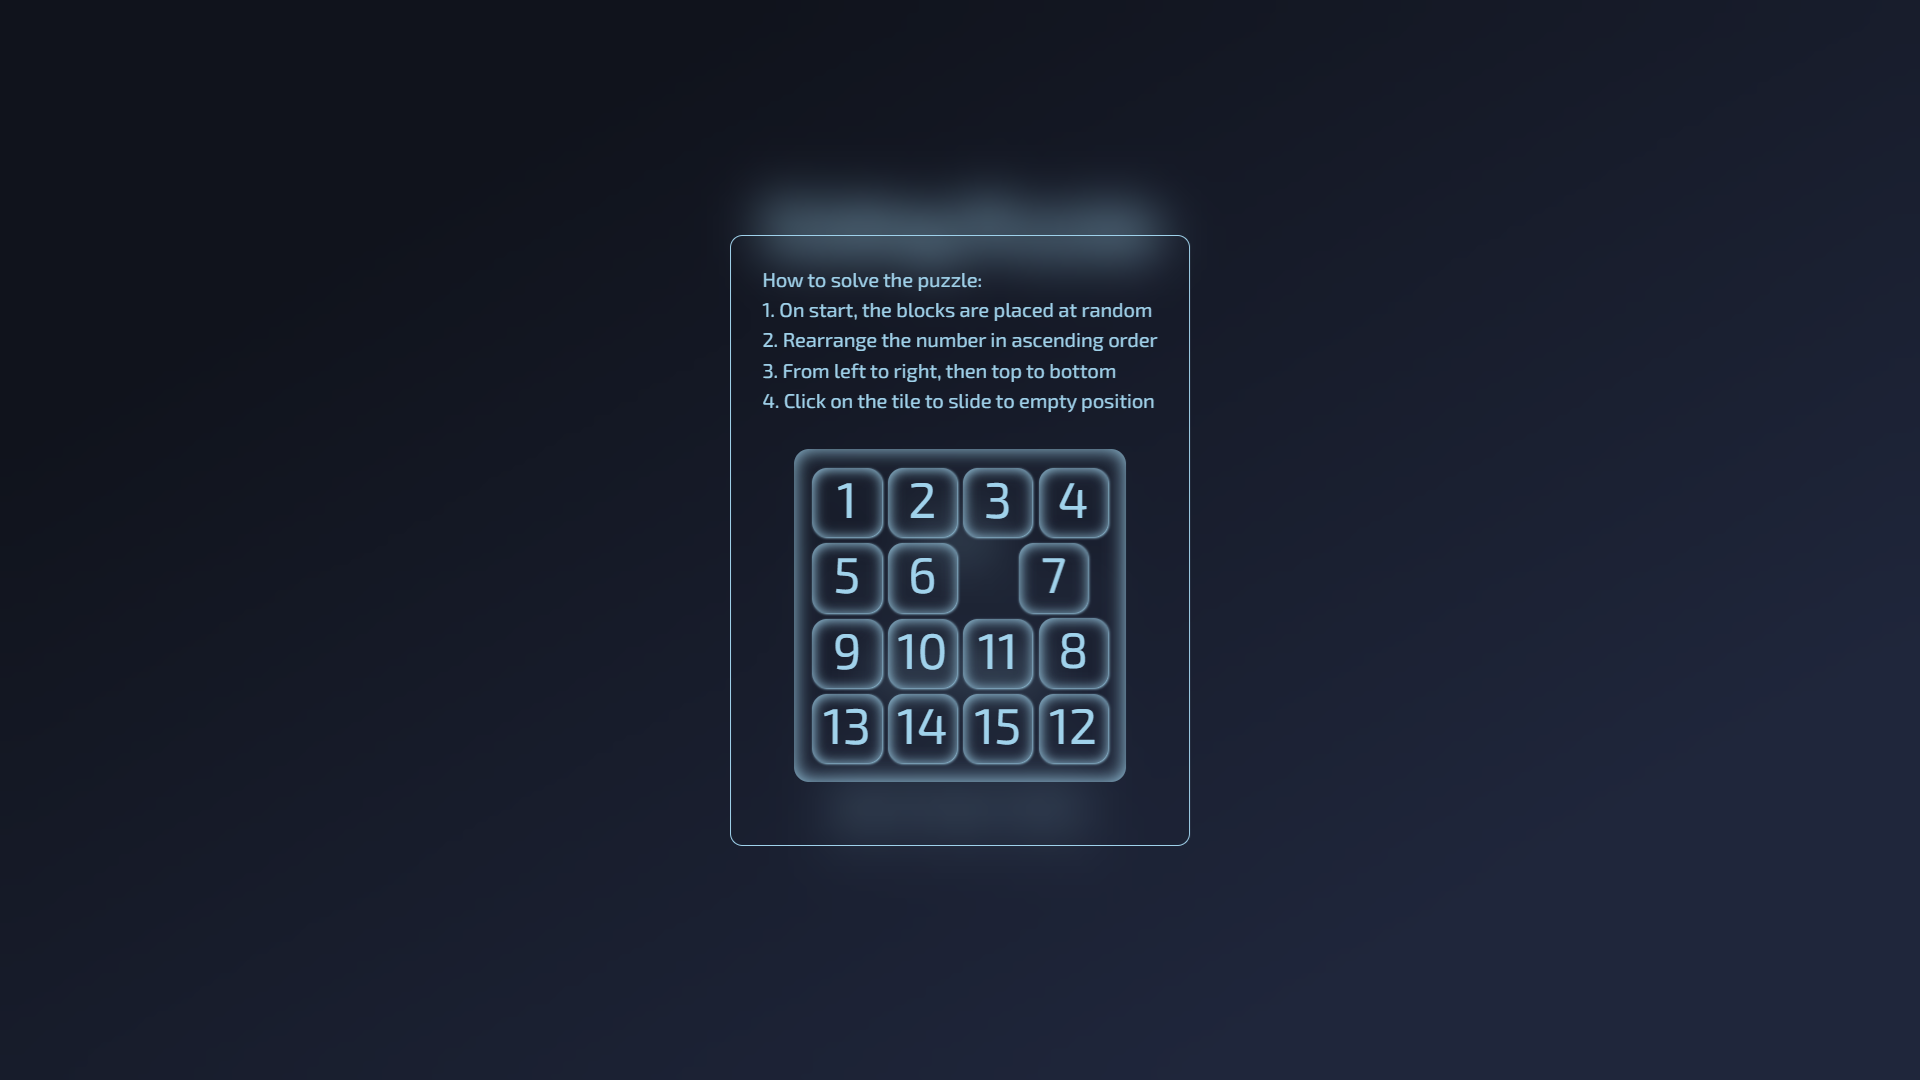 How to solve the puzzle:
1. On start, the blocks are placed at random
2. Rearrange the number in ascending order
3. From left to right, then top to bottom
4. Click on the tile to slide to empty position
1 2 3 4
5 6 7
9 10 11 8
13 14 15 12